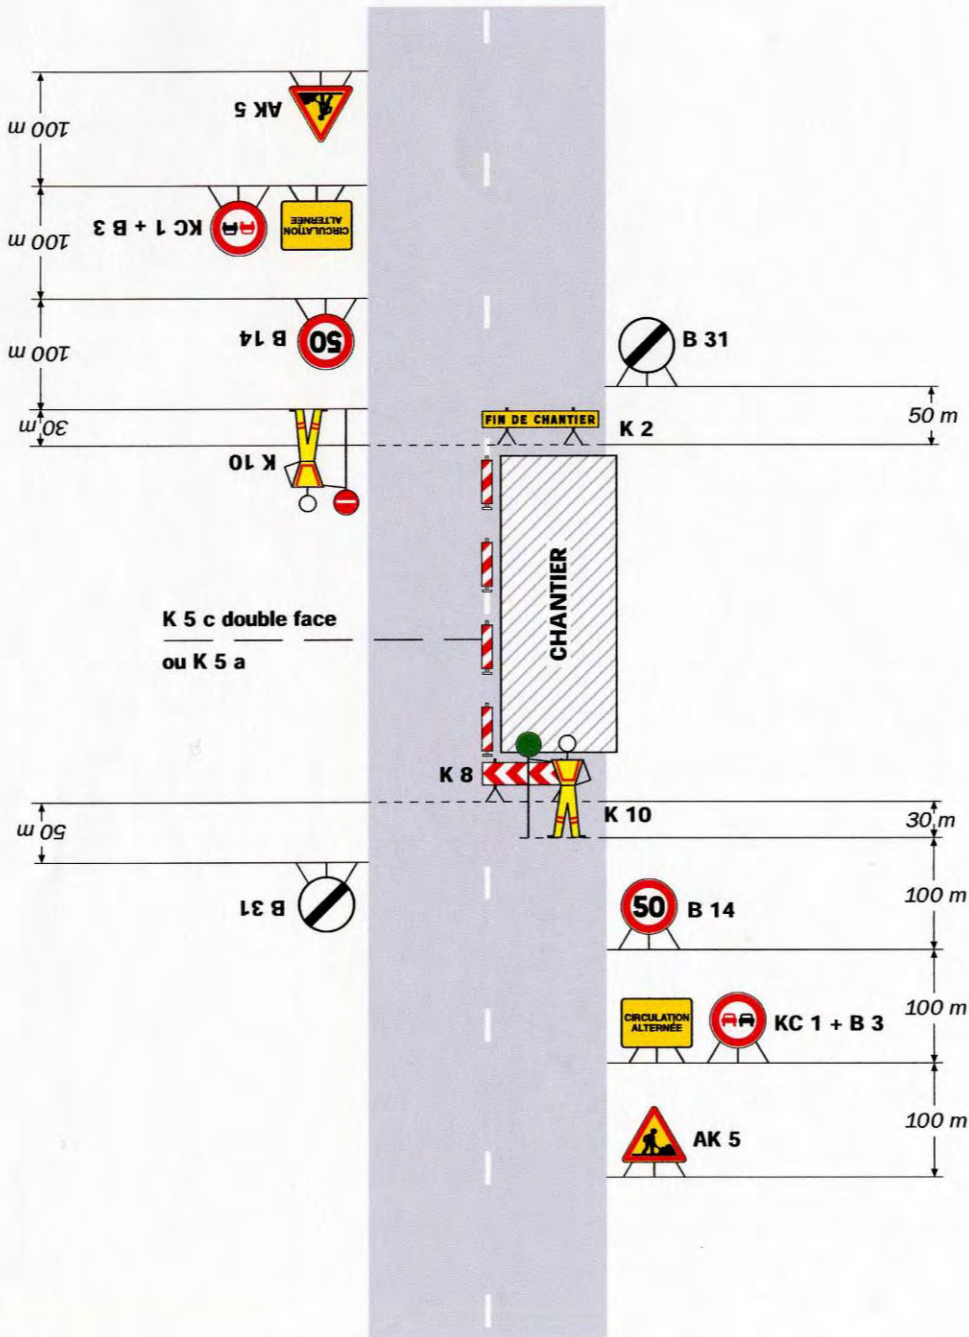 100 m
AK 5
100 m
KC 1 + B 3
CIRCULATION
ALTERNÉE
100 m
B 14
50
B 31
50 m
30 m
FIN DE CHANTIER
K 2
K 10
K 5 c double face
ou K 5 a
CHANTIER
K 8
K 10
30 m
50 m
B 31
100 m
50
B 14
100 m
CIRCULATION
ALTERNÉE
KC 1 + B 3
100 m
AK 5